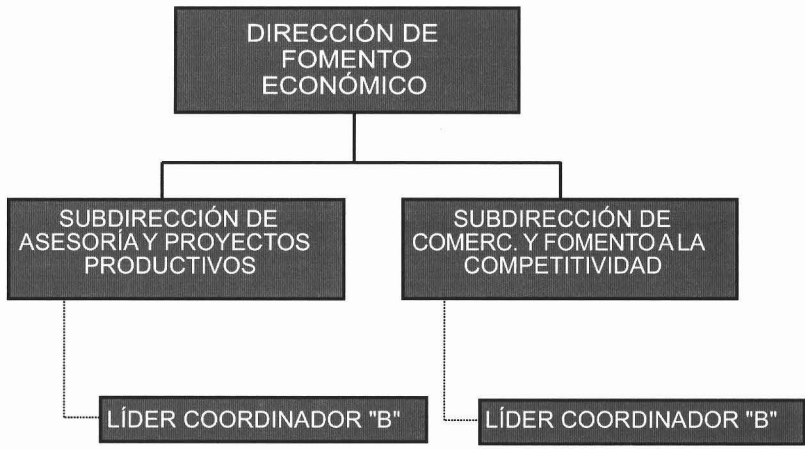 DIRECCIÓN DE
FOMENTO
ECONÓMICO
SUBDIRECCIÓN DE
ASESORÍA Y PROYECTOS
PRODUCTIVOS
SUBDIRECCIÓN DE
COMERC. Y FOMENTO A LA
COMPETITIVIDAD
LÍDER COORDINADOR "B"
LÍDER COORDINADOR "B"